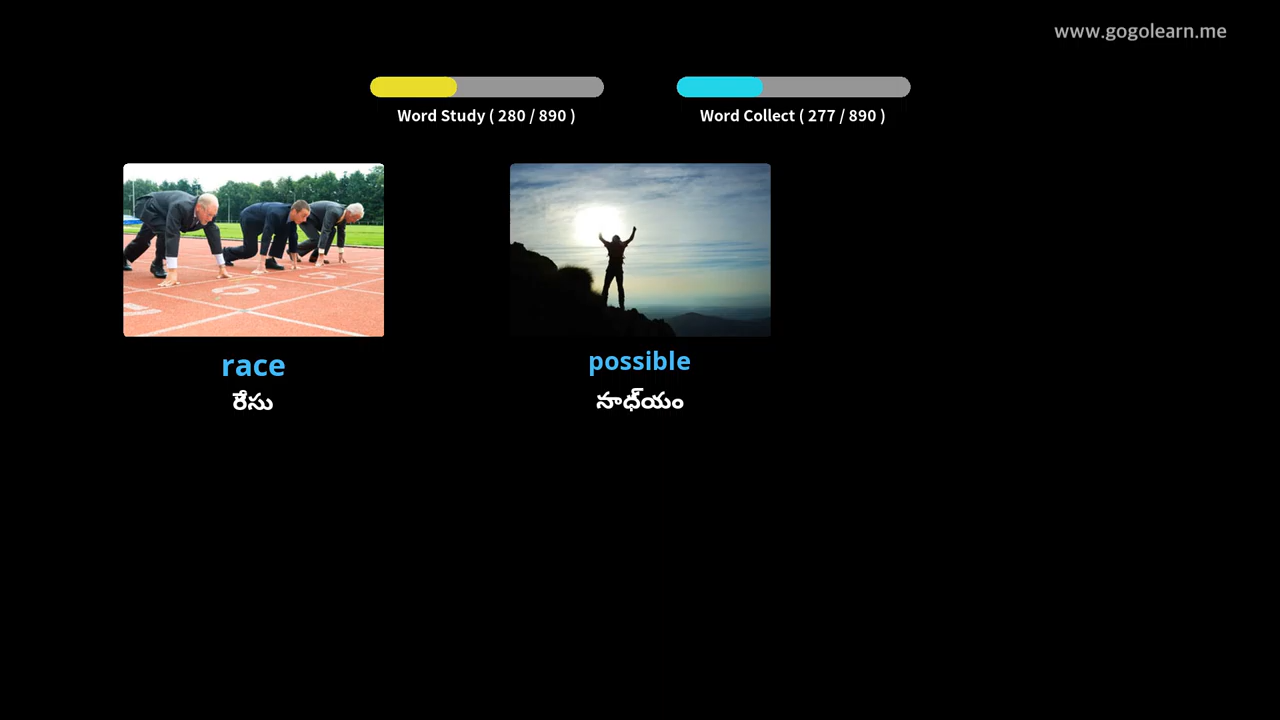 www.gogolearn.me
Word Study ( 280 / 890 )
Word Collect ( 277 / 890 )
race
possible
రేసు
సాధ్యం